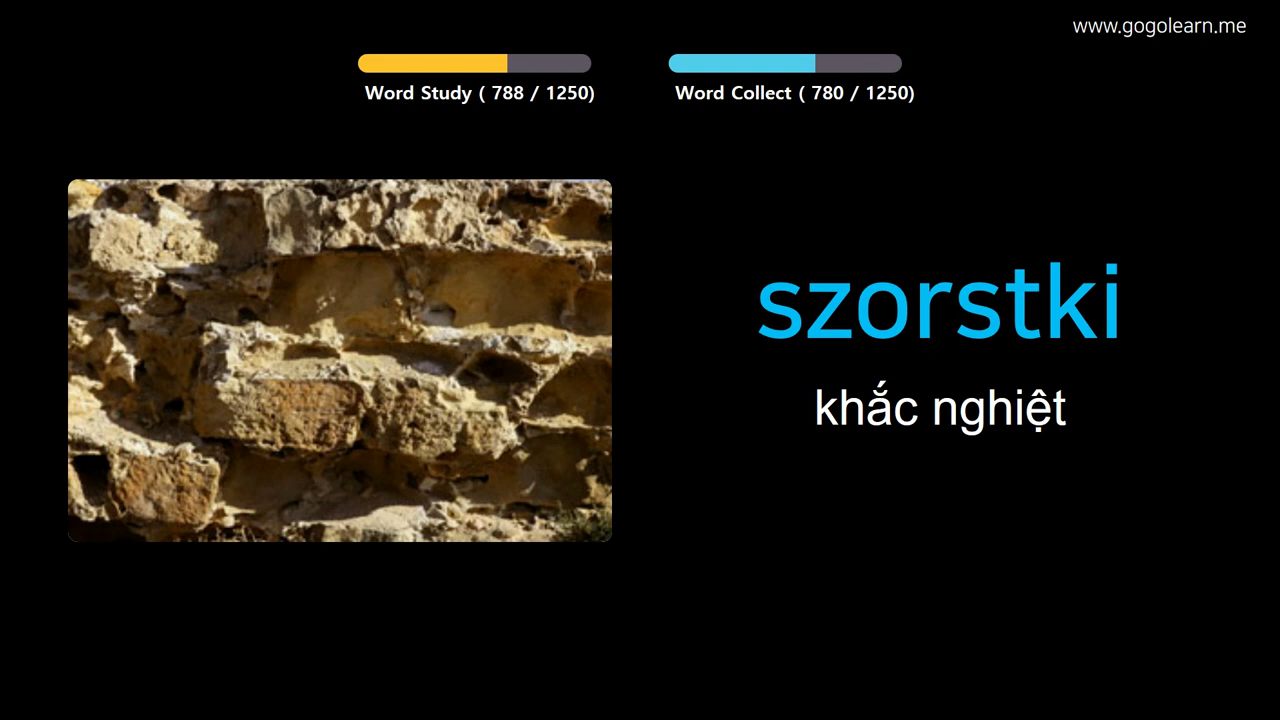 www.gogolearn.me
Word Study ( 788 / 1250)
Word Collect ( 780 / 1250)
szorstki
khắc nghiệt